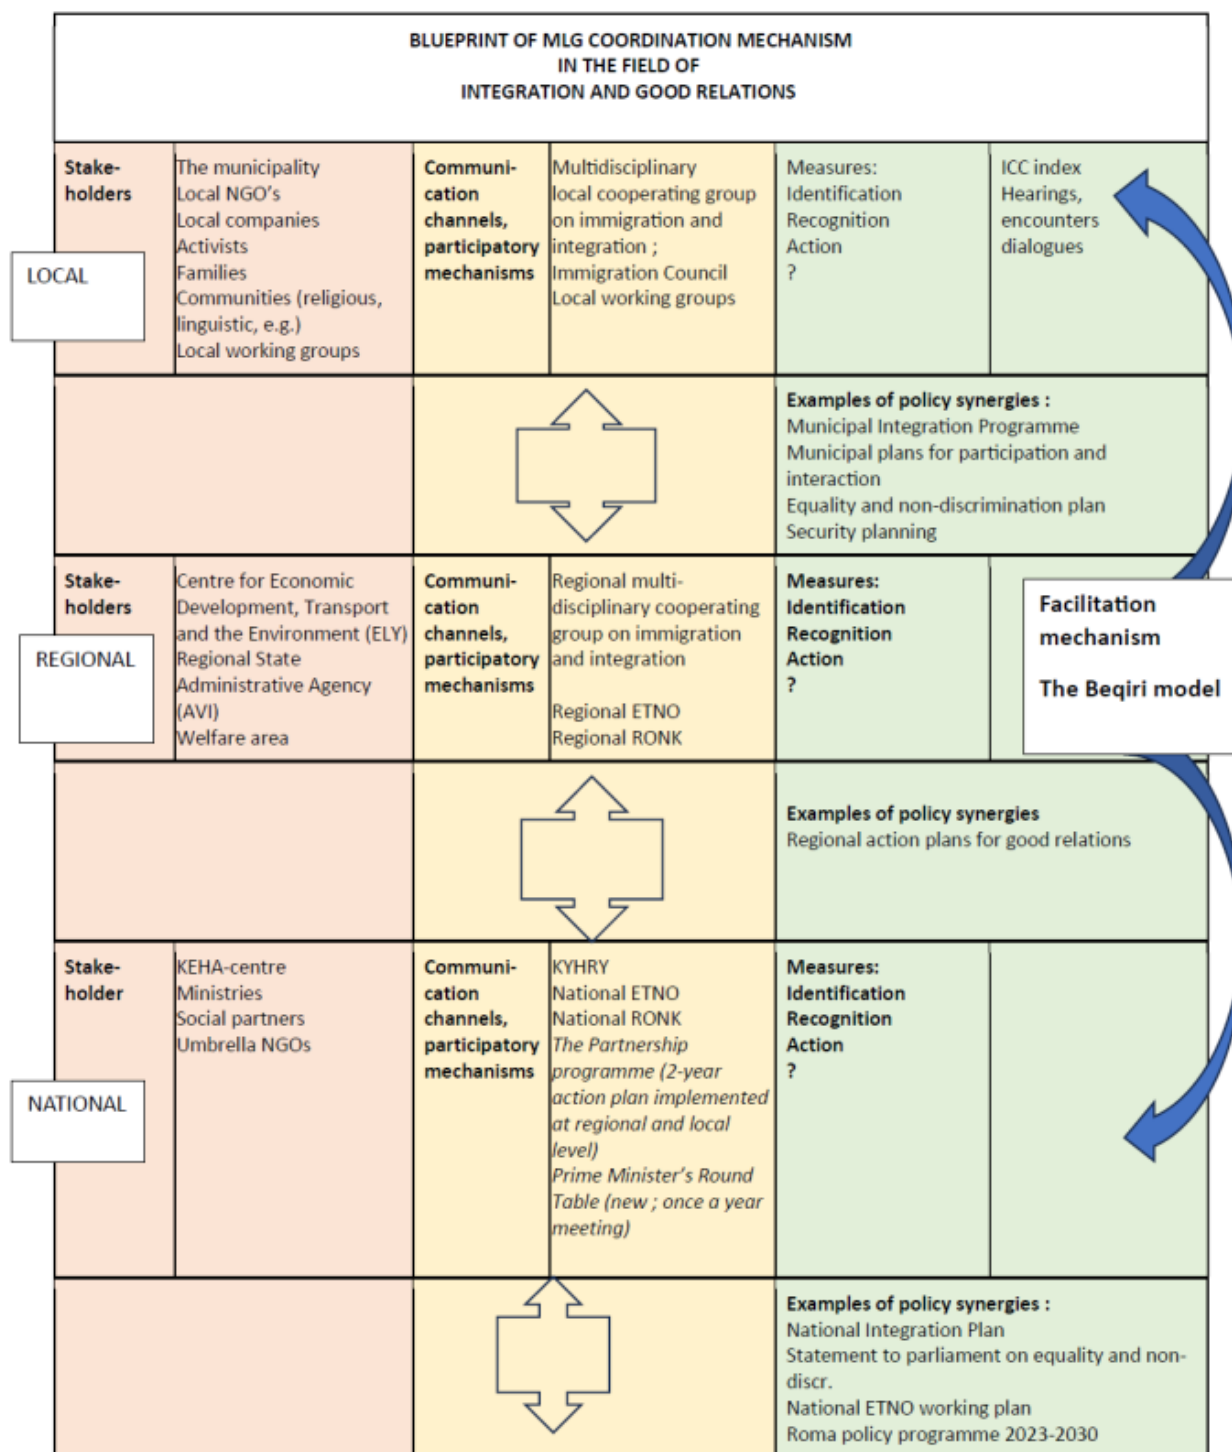 BLUEPRINT OF MLG COORDINATION MECHANISM
IN THE FIELD OF
INTEGRATION AND GOOD RELATIONS
LOCAL
Stake-
holders
The municipality
Local NGO's
Local companies
Activists
Families
Communities (religious,
linguistic, e.g.)
Local working groups
Communi-
cation
channels,
participatory
mechanisms
Multidisciplinary
local cooperating group
on immigration and
integration ;
Immigration Council
Local working groups
Measures:
Identification
Recognition
Action
?
ICC index
Hearings,
encounters
dialogues
Examples of policy synergies :
Municipal Integration Programme
Municipal plans for participation and
interaction
Equality and non-discrimination plan
Security planning
REGIONAL
Stake-
holders
Centre for Economic
Development, Transport
and the Environment (ELY)
Regional State
Administrative Agency
(AVI)
Welfare area
Communi-
cation
channels,
participatory
mechanisms
Regional multi-
disciplinary cooperating
group on immigration
and integration
Regional ETNO
Regional RONK
Measures:
Identification
Recognition
Action
?
Facilitation
mechanism
The Beqiri model
Examples of policy synergies
Regional action plans for good relations
NATIONAL
Stake-
holder
KEHA-centre
Ministries
Social partners
Umbrella NGOs
Communi-
cation
channels,
participatory
mechanisms
KYHRY
National ETNO
National RONK
The Partnership
programme (2-year
action plan implemented
at regional and local
level)
Prime Minister's Round
Table (new ; once a year
meeting)
Measures:
Identification
Recognition
Action
?
Examples of policy synergies :
National Integration Plan
Statement to parliament on equality and non-
discr.
National ETNO working plan
Roma policy programme 2023-2030